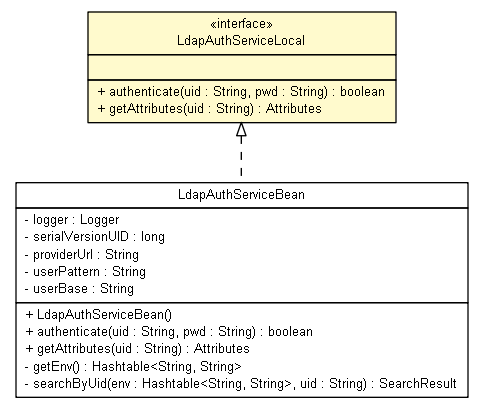 «interface»
LdapAuthServiceLocal
+ authenticate(uid : String, pwd : String) : boolean
+ getAttributes(uid : String) : Attributes
LdapAuthServiceBean
- logger : Logger
- serialVersionUID : long
- providerUrl : String
- userPattern : String
- userBase : String
+ LdapAuthServiceBean()
+ authenticate(uid : String, pwd : String) : boolean
+ getAttributes(uid : String) : Attributes
- getEnv() : Hashtable<String, String>
- searchByUid(env : Hashtable<String, String>, uid : String) : SearchResult